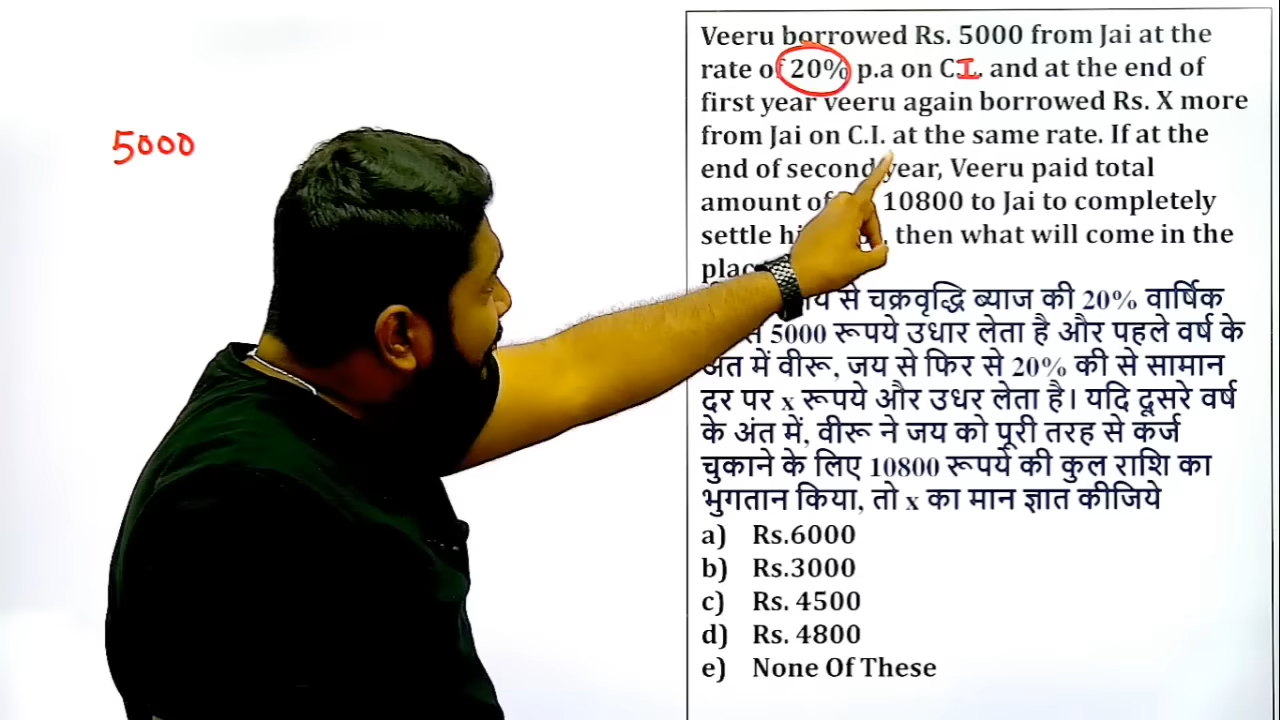 5000
Veeru borrowed Rs. 5000 from Jai at the
rate of 20% p.a on C.I. and at the end of
first year veeru again borrowed Rs. X more
from Jai on C.I. at the same rate. If at the
end of second year, Veeru paid total
amount of 10800 to Jai to completely
settle then what will come in the
से चक्रवृद्धि ब्याज की 20% वार्षिक
5000 रूपये उधार लेता है और पहले वर्ष के
अंत में वीरू, जय से फिर से 20% की से सामान
दर पर x रूपये और उधर लेता है। यदि दूसरे वर्ष
के अंत में, वीरू ने जय को पूरी तरह से कर्ज
चुकाने के लिए 10800 रूपये की कुल राशि का
भुगतान किया, तो x का मान ज्ञात कीजिये
a) Rs.6000
b) Rs.3000
c) Rs. 4500
d) Rs. 4800
e) None Of These